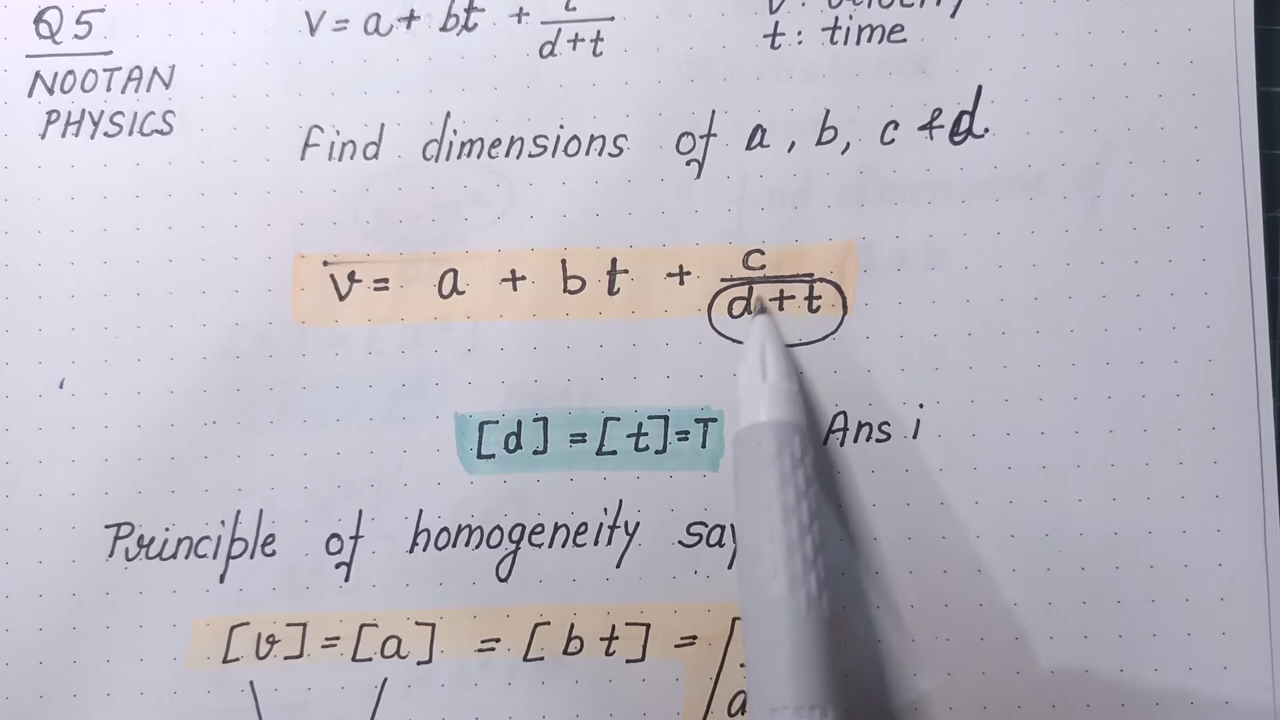 Q5
NOOTAN
PHYSICS
V = a + bt +
d+t
t: time
Find dimensions of a, b, c & d.
v = a + bt + c
d+t
[d] = [t] = T
Ans i
Principle of homogeneity say
[v] = [a] = [bt] = [